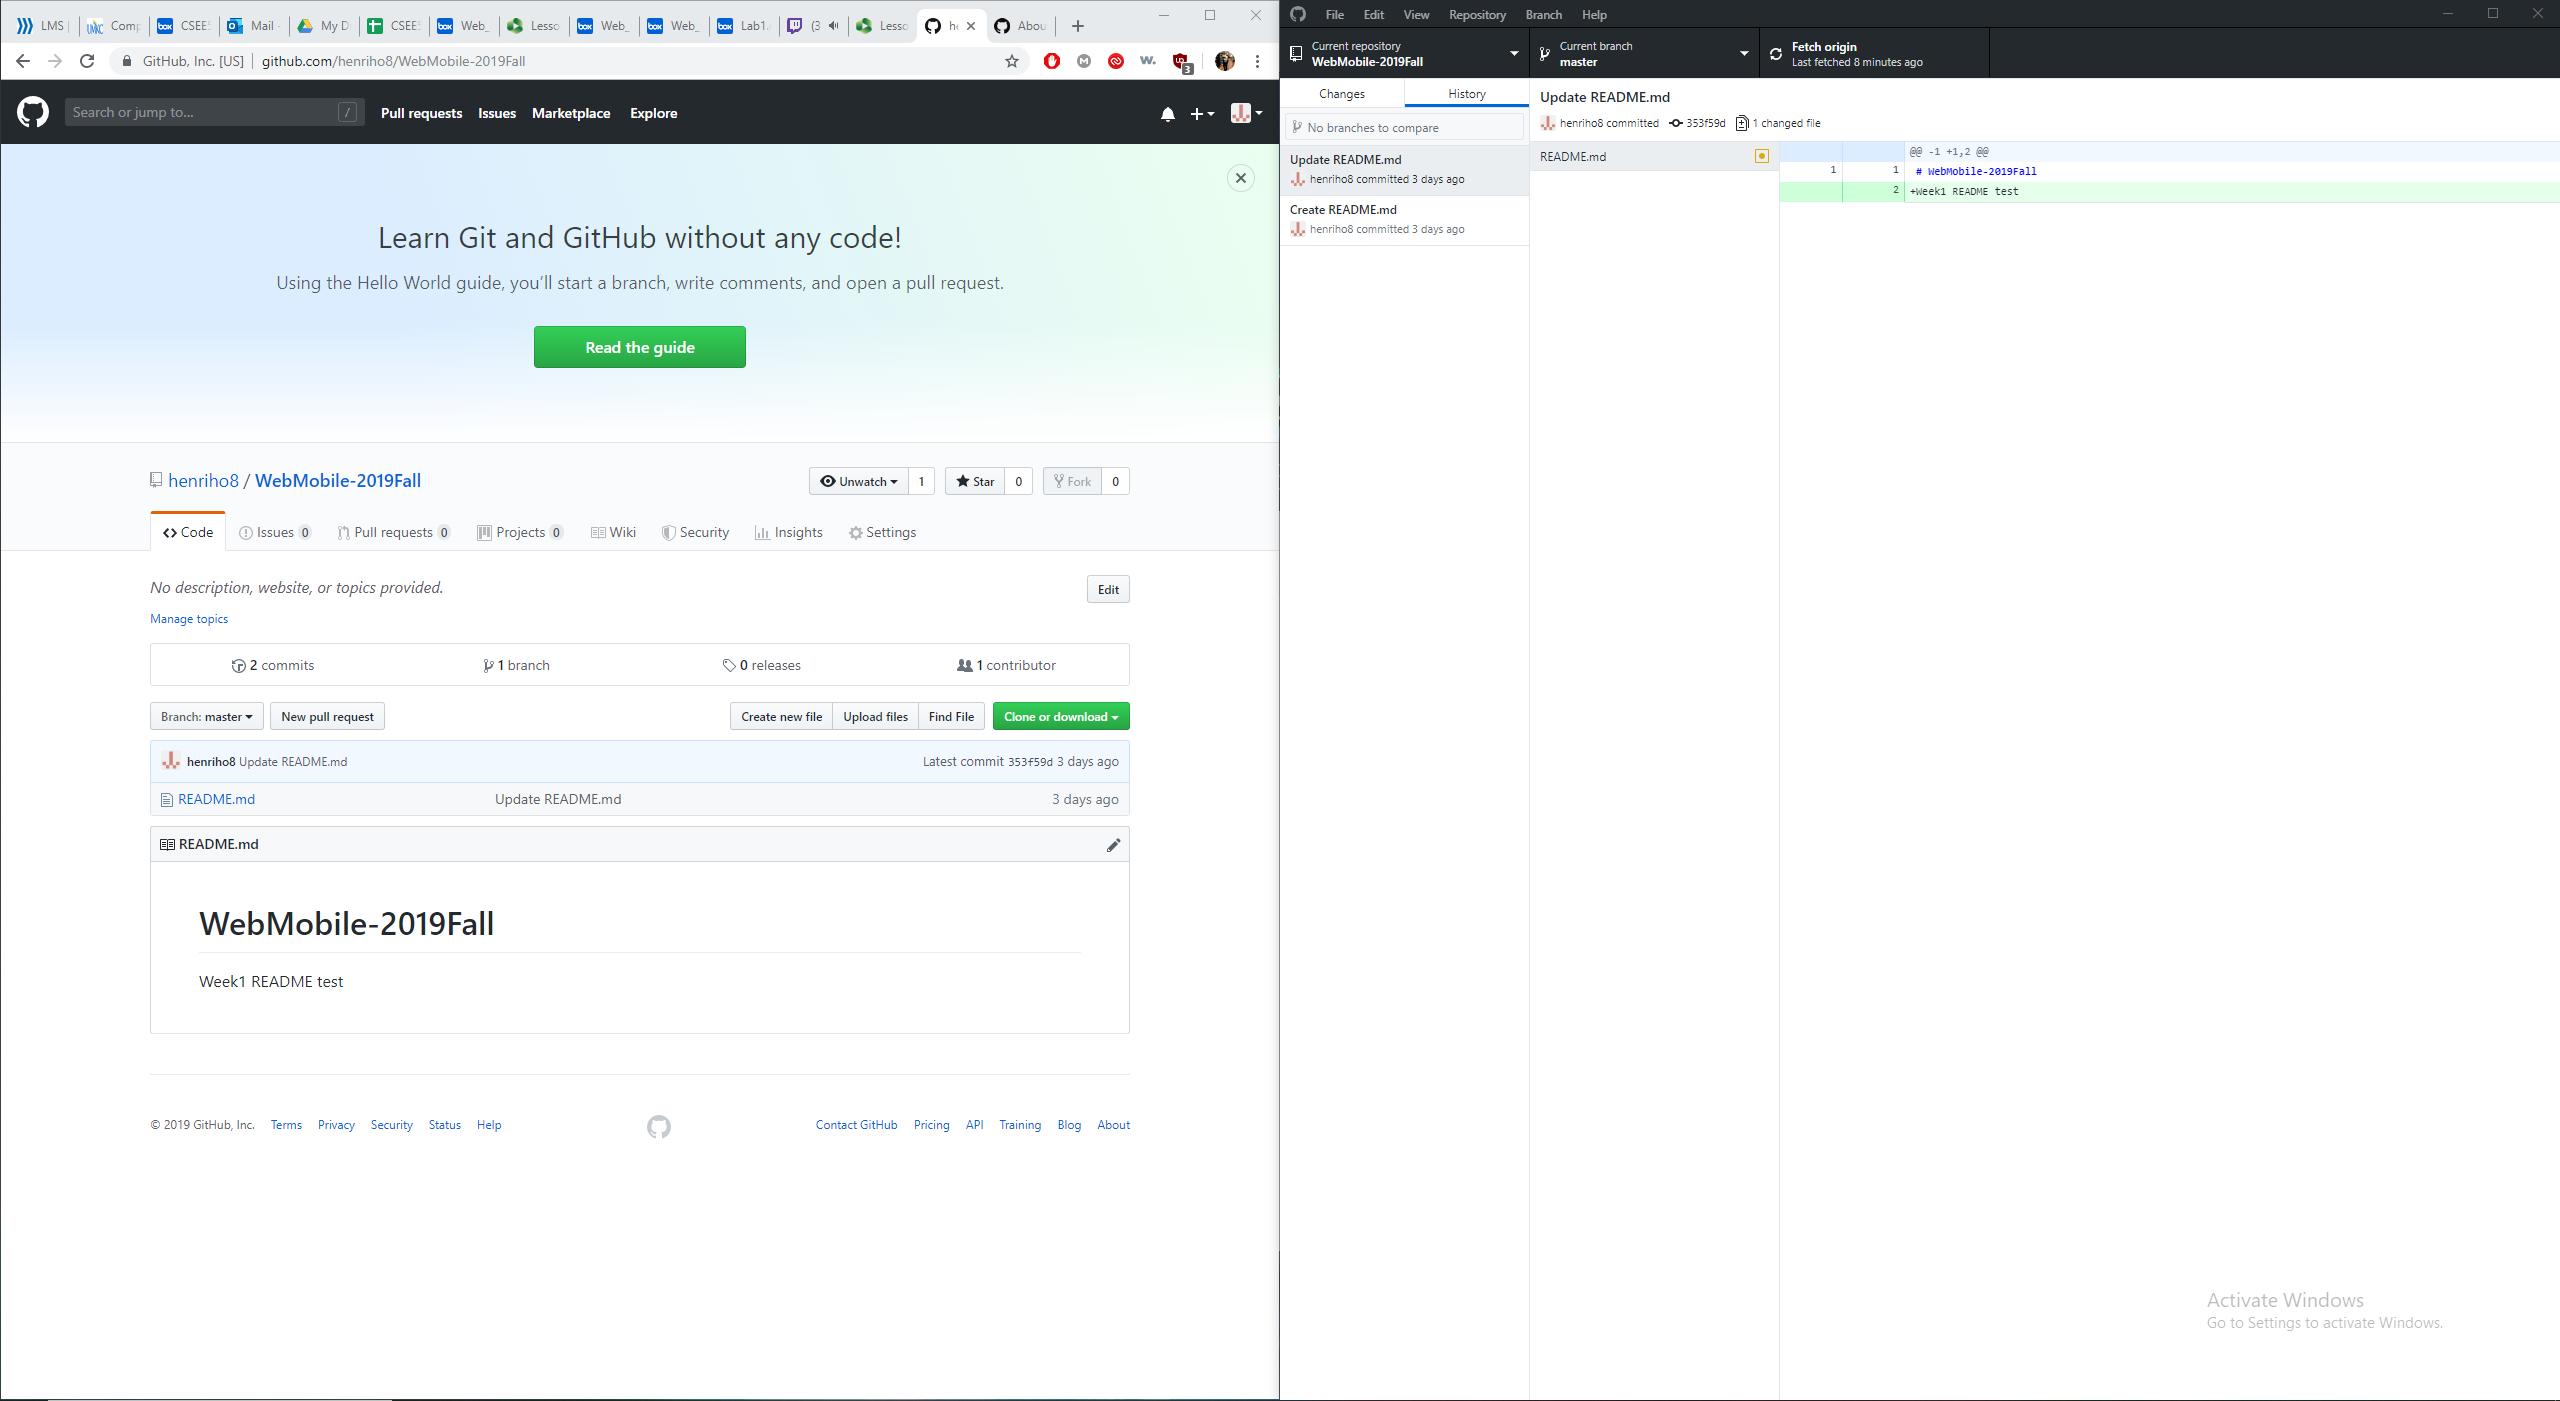 LMS Comp CSEE Mail - My D CSEE Web_ Lesso Web_ Web_ Lab1. (3 Lesso he Abou
GitHub, Inc. [US] | github.com/henriho8/WebMobile-2019Fall
3
Search or jump to... /
Pull requests Issues Marketplace Explore
Learn Git and GitHub without any code!
Using the Hello World guide, you'll start a branch, write comments, and open a pull request.
Read the guide
henriho8 / WebMobile-2019Fall
Unwatch 1 Star 0 Fork 0
Code Issues 0 Pull requests 0 Projects 0 Wiki Security Insights Settings
No description, website, or topics provided.
Edit
Manage topics
2 commits 1 branch 0 releases 1 contributor
Branch: master New pull request Create new file Upload files Find File Clone or download
henriho8 Update README.md Latest commit 353f59d 3 days ago
README.md Update README.md 3 days ago
README.md
WebMobile-2019Fall
Week1 README test
© 2019 GitHub, Inc. Terms Privacy Security Status Help Contact GitHub Pricing API Training Blog About
File Edit View Repository Branch Help
Current repository
WebMobile-2019Fall
Current branch
master
Fetch origin
Last fetched 8 minutes ago
Changes History
No branches to compare
Update README.md
henriho8 committed 3 days ago
Create README.md
henriho8 committed 3 days ago
Update README.md
henriho8 committed 353f59d 1 changed file
README.md
@@ -1 +1,2 @@
1 1 # WebMobile-2019Fall
2 +Week1 README test
Activate Windows
Go to Settings to activate Windows.